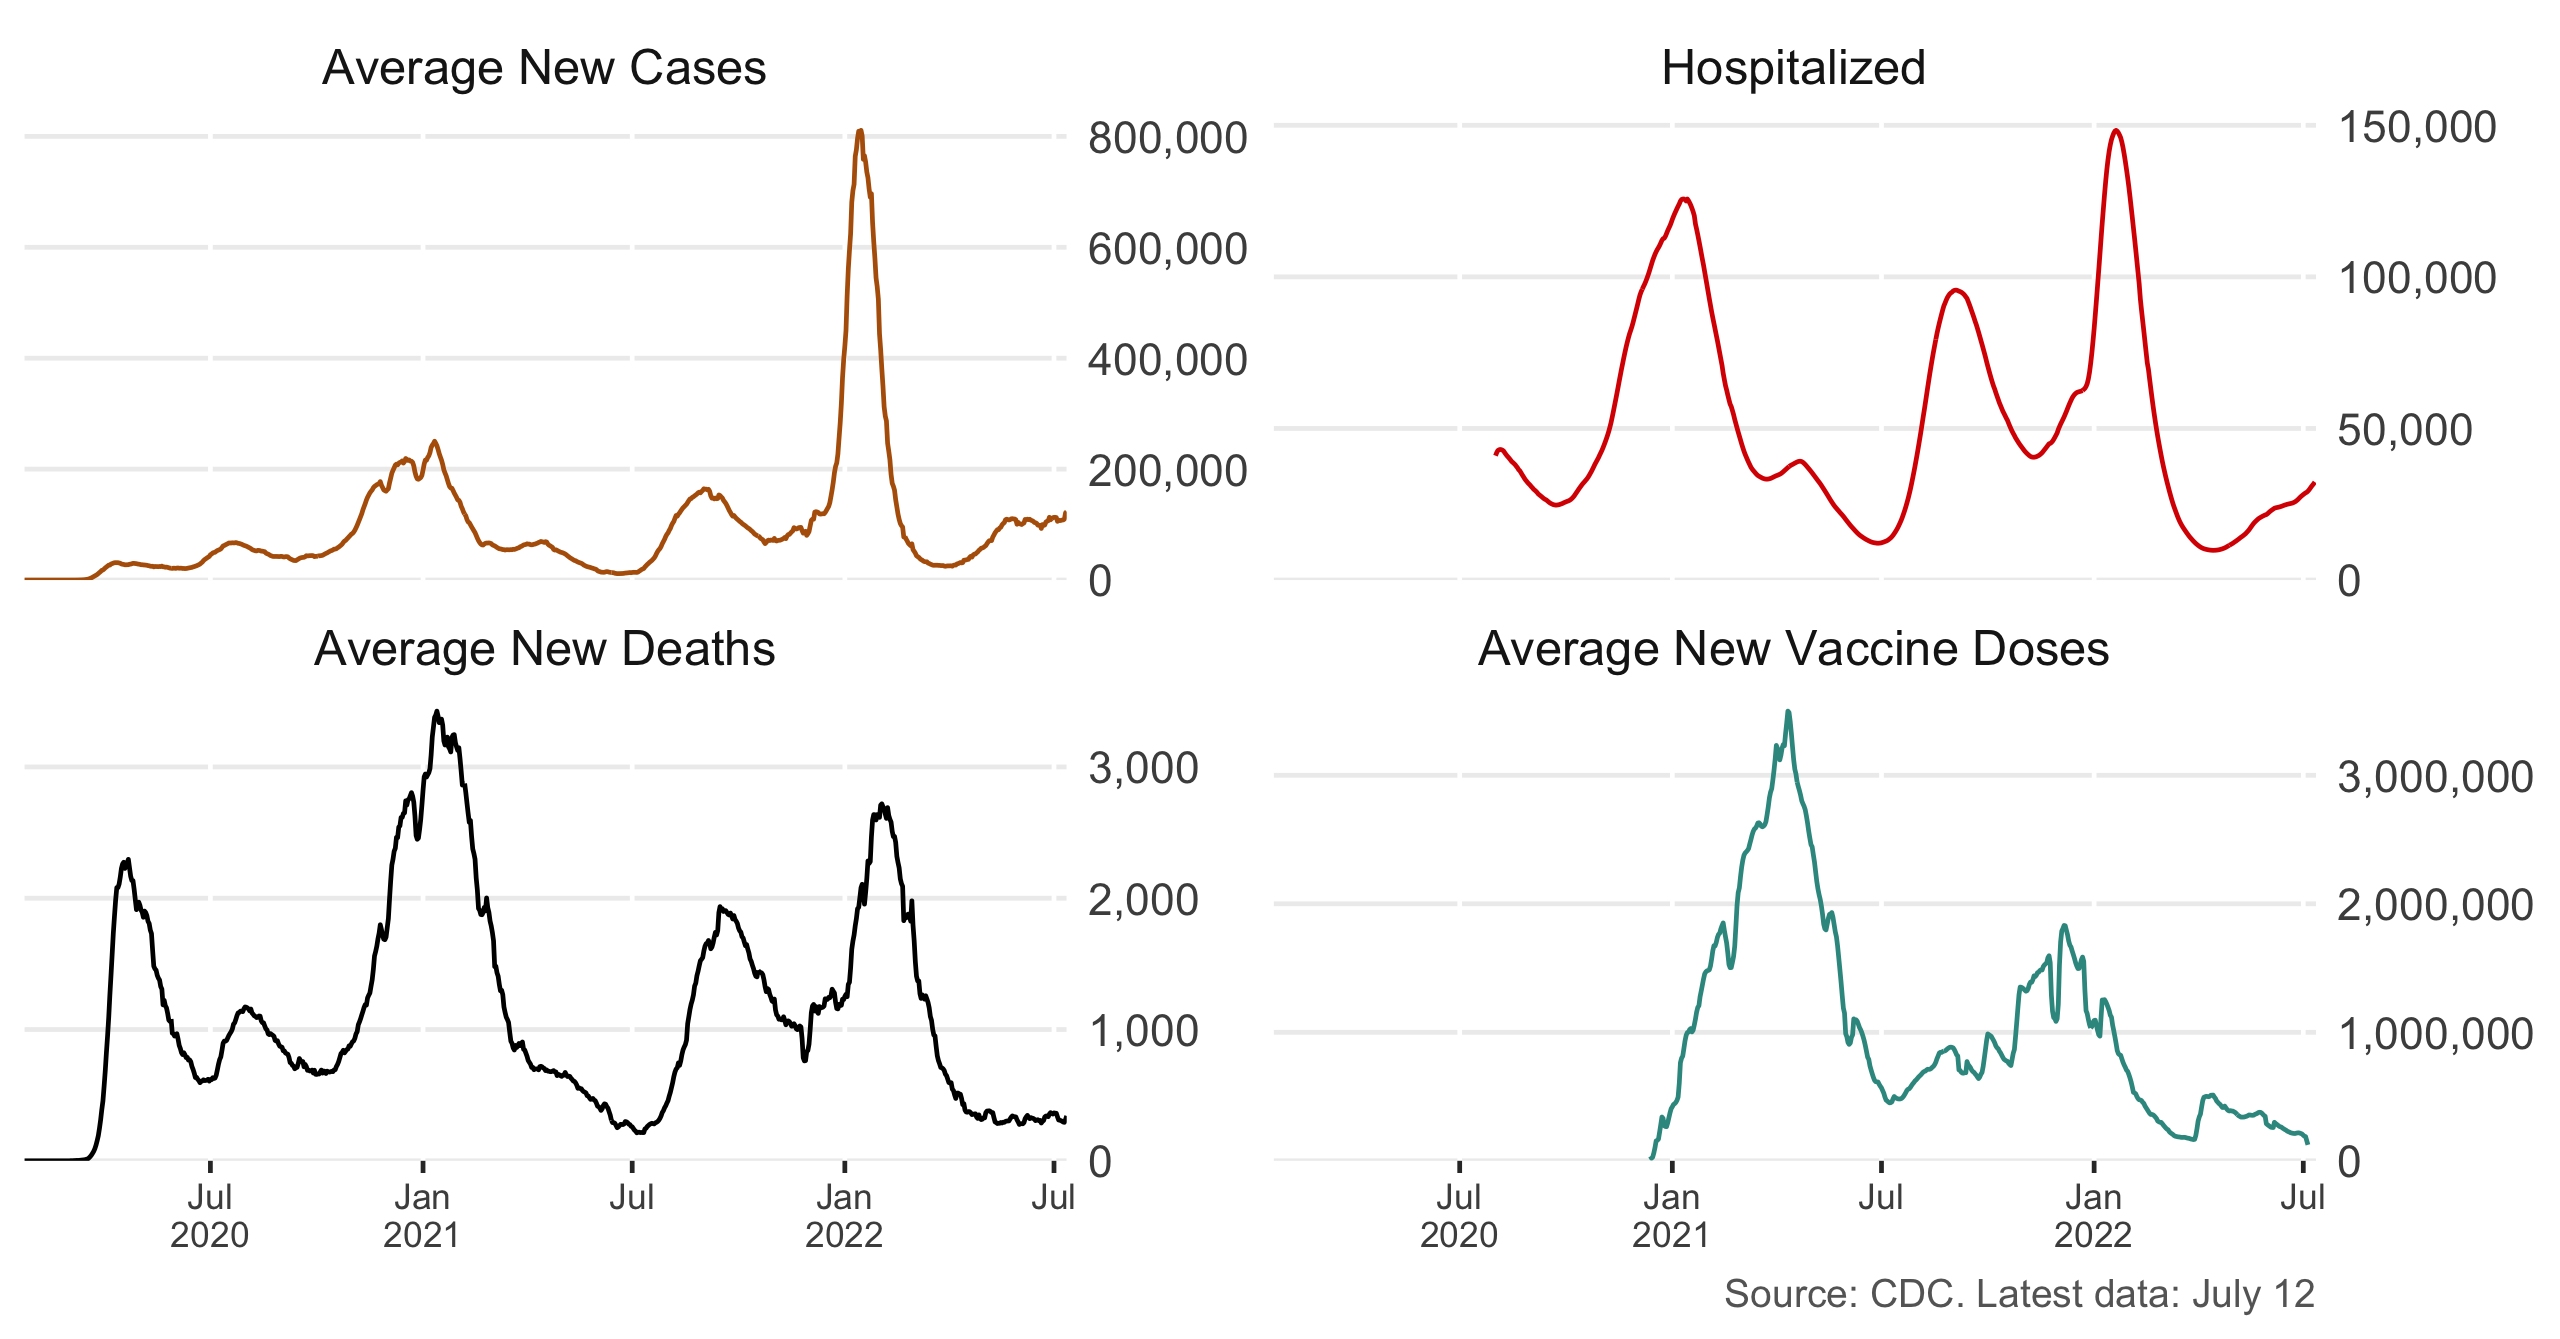 Average New Cases
800,000
600,000
400,000
200,000
0
Hospitalized
150,000
100,000
50,000
0
Average New Deaths
3,000
2,000
1,000
0
Jul
2020
Jan
2021
Jul
Jan
2022
Jul
Average New Vaccine Doses
3,000,000
2,000,000
1,000,000
0
Jul
2020
Jan
2021
Jul
Jan
2022
Jul
Source: CDC. Latest data: July 12